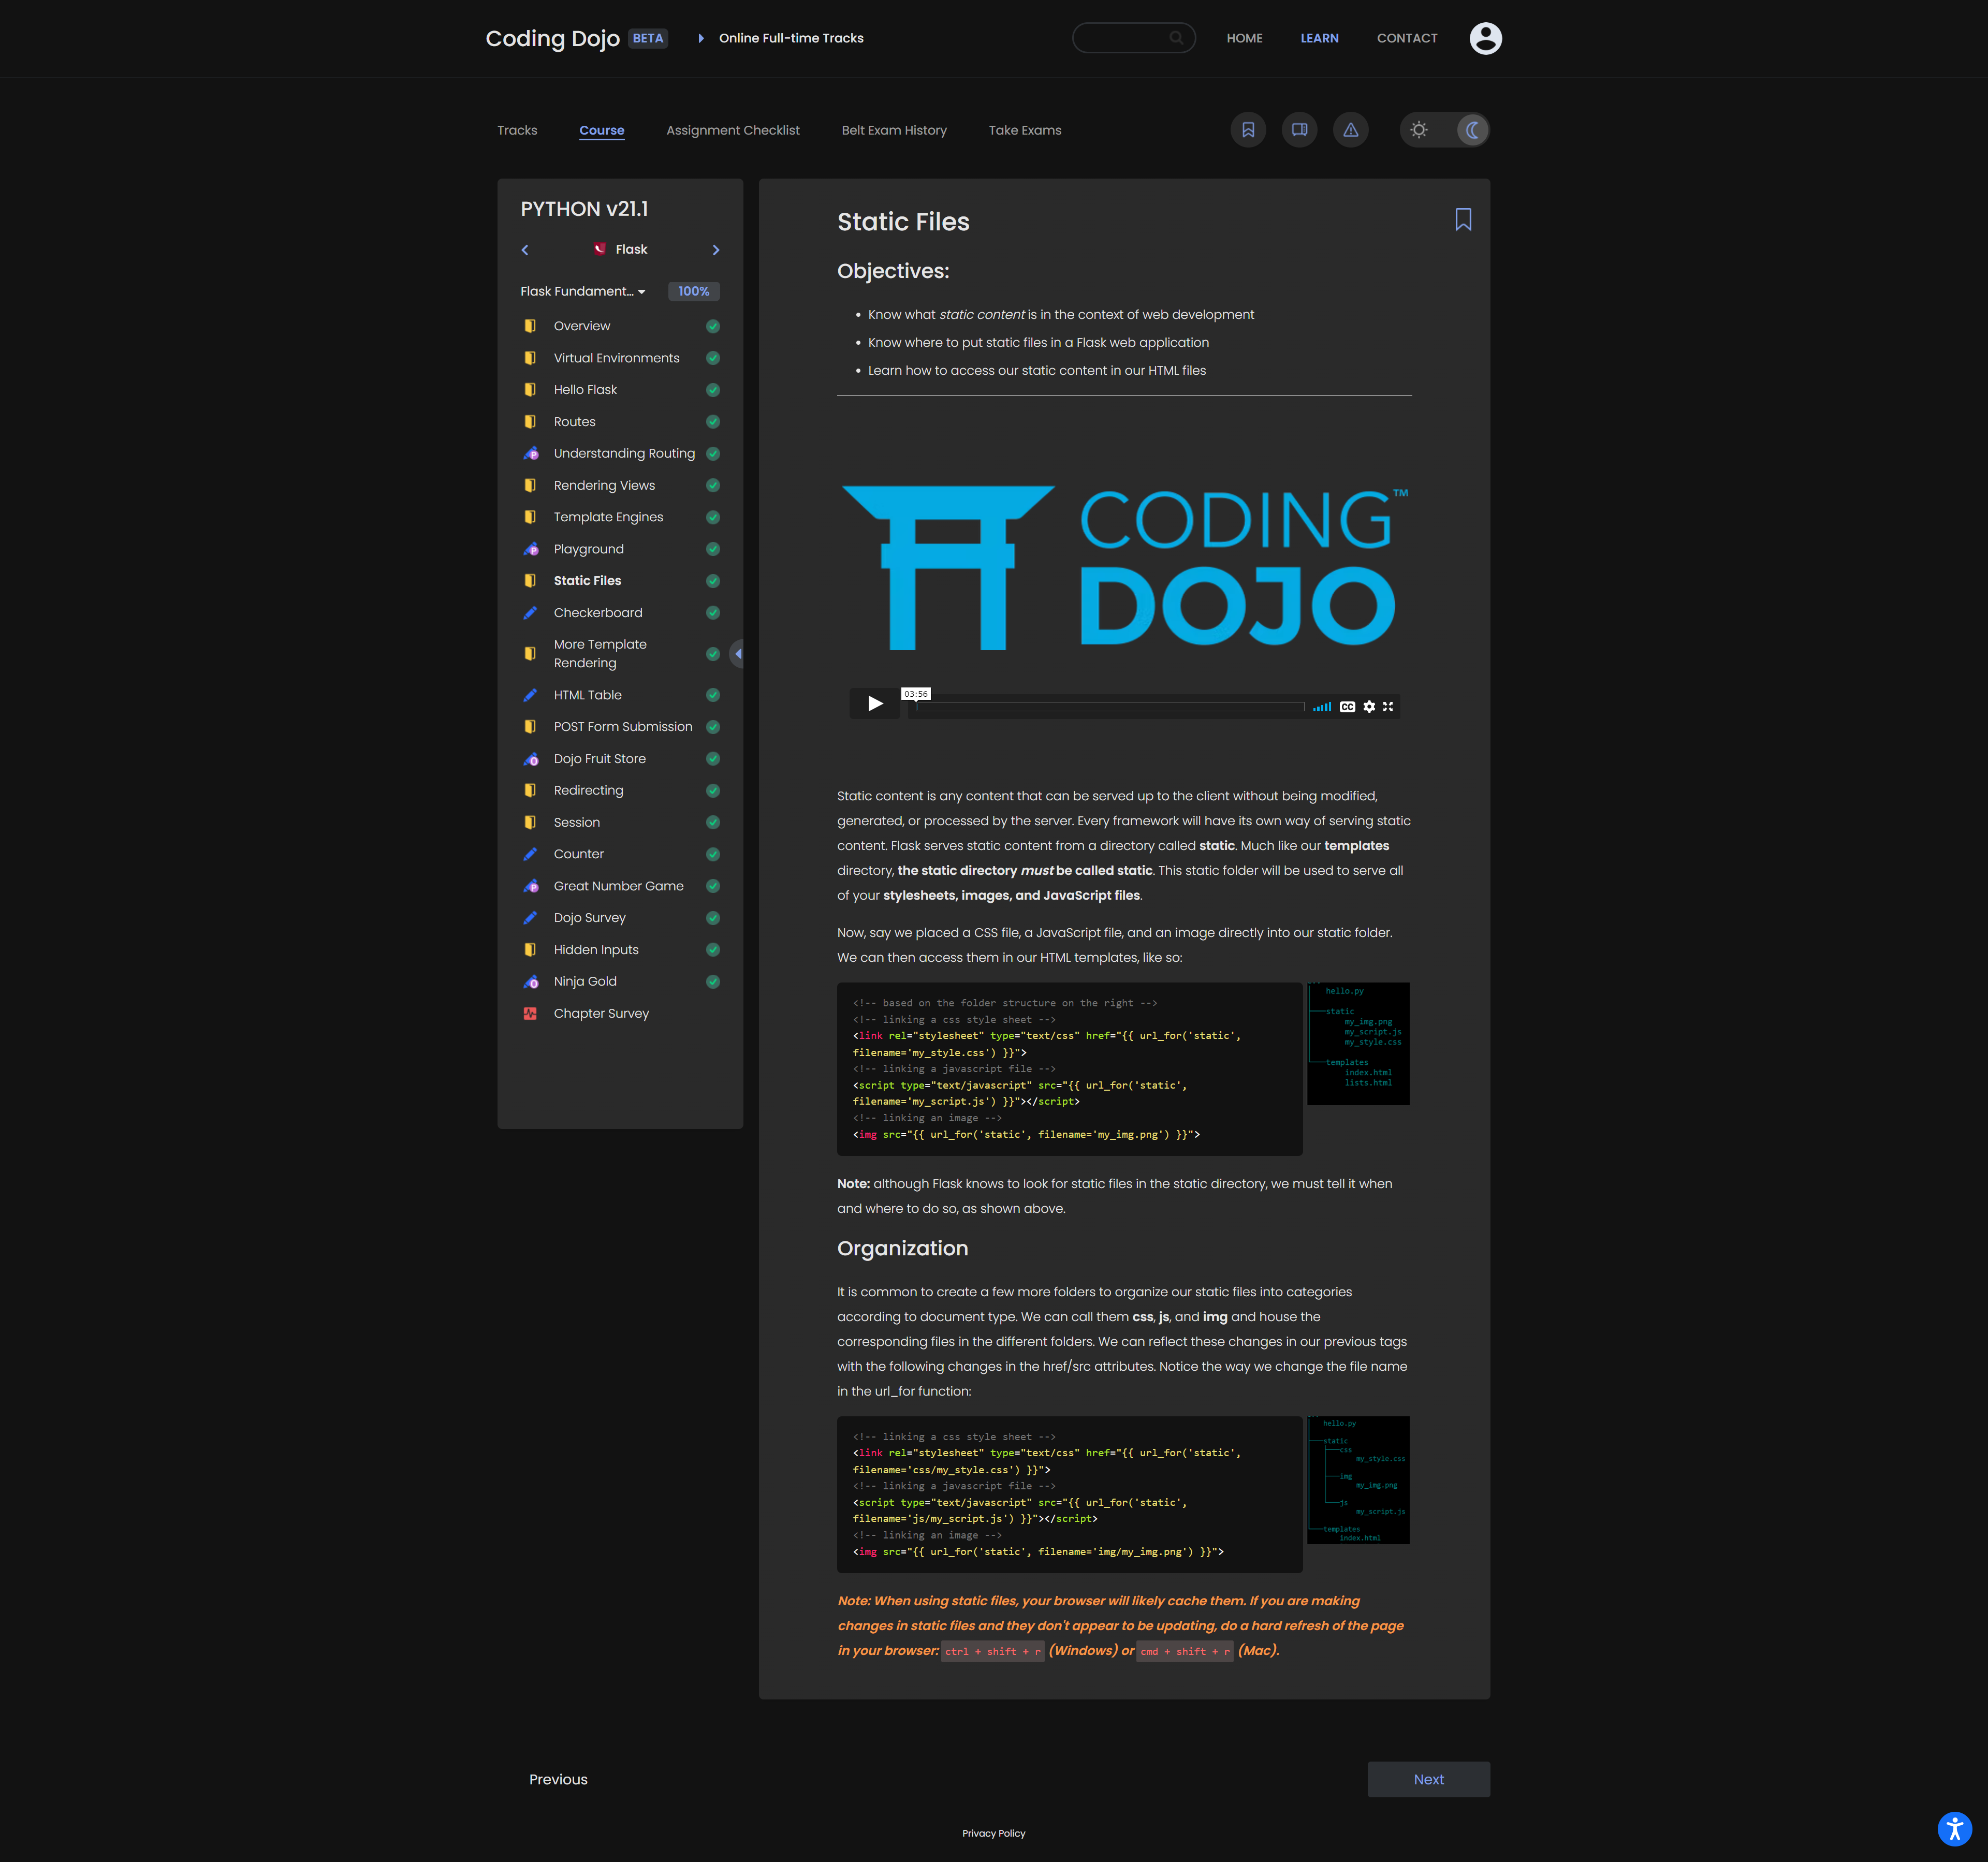 Coding Dojo BETA
Online Full-time Tracks
HOME
LEARN
CONTACT
Tracks
Course
Assignment Checklist
Belt Exam History
Take Exams
PYTHON v21.1
Flask
Flask Fundament...
100%
Overview
Virtual Environments
Hello Flask
Routes
Understanding Routing
Rendering Views
Template Engines
Playground
Static Files
Checkerboard
More Template
Rendering
HTML Table
POST Form Submission
Dojo Fruit Store
Redirecting
Session
Counter
Great Number Game
Dojo Survey
Hidden Inputs
Ninja Gold
Chapter Survey
Static Files
Objectives:
• Know what static content is in the context of web development
• Know where to put static files in a Flask web application
• Learn how to access our static content in our HTML files
CODING™
DOJO
03:56
CC
Static content is any content that can be served up to the client without being modified,
generated, or processed by the server. Every framework will have its own way of serving static
content. Flask serves static content from a directory called static. Much like our templates
directory, the static directory must be called static. This static folder will be used to serve all
of your stylesheets, images, and JavaScript files.
Now, say we placed a CSS file, a JavaScript file, and an image directly into our static folder.
We can then access them in our HTML templates, like so:
<!-- based on the folder structure on the right -->
<!-- linking a css style sheet -->
<link rel="stylesheet" type="text/css" href="{{ url_for('static',
filename='my_style.css') }}">
<!-- linking a javascript file -->
<script type="text/javascript" src="{{ url_for('static',
filename='my_script.js') }}"></script>
<!-- linking an image -->
<img src="{{ url_for('static', filename='my_img.png') }}">
hello.py
static
my_img.png
my_script.js
my_style.css
templates
index.html
lists.html
Note: although Flask knows to look for static files in the static directory, we must tell it when
and where to do so, as shown above.
Organization
It is common to create a few more folders to organize our static files into categories
according to document type. We can call them css, js, and img and house the
corresponding files in the different folders. We can reflect these changes in our previous tags
with the following changes in the href/src attributes. Notice the way we change the file name
in the url_for function:
<!-- linking a css style sheet -->
<link rel="stylesheet" type="text/css" href="{{ url_for('static',
filename='css/my_style.css') }}">
<!-- linking a javascript file -->
<script type="text/javascript" src="{{ url_for('static',
filename='js/my_script.js') }}"></script>
<!-- linking an image -->
<img src="{{ url_for('static', filename='img/my_img.png') }}">
hello.py
static
css
my_style.css
img
my_img.png
js
my_script.js
templates
index.html
Note: When using static files, your browser will likely cache them. If you are making
changes in static files and they don't appear to be updating, do a hard refresh of the page
in your browser: ctrl + shift + r (Windows) or cmd + shift + r (Mac).
Previous
Next
Privacy Policy